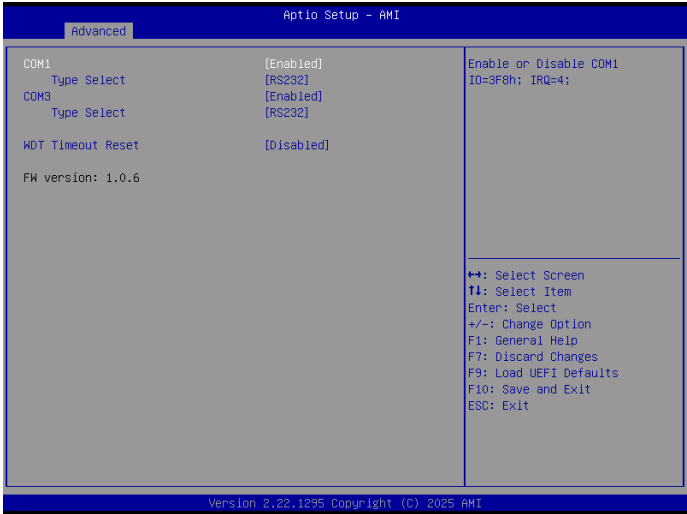 Aptio Setup – AMI
Advanced
COM1 [Enabled]
Type Select [RS232]
COM3 [Enabled]
Type Select [RS232]
WDT Timeout Reset [Disabled]
FW version: 1.0.6
Enable or Disable COM1
IO=3F8h; IRQ=4;
↔: Select Screen
↑↓: Select Item
Enter: Select
+/-: Change Option
F1: General Help
F7: Discard Changes
F9: Load UEFI Defaults
F10: Save and Exit
ESC: Exit
Version 2.22.1295 Copyright (C) 2025 AMI